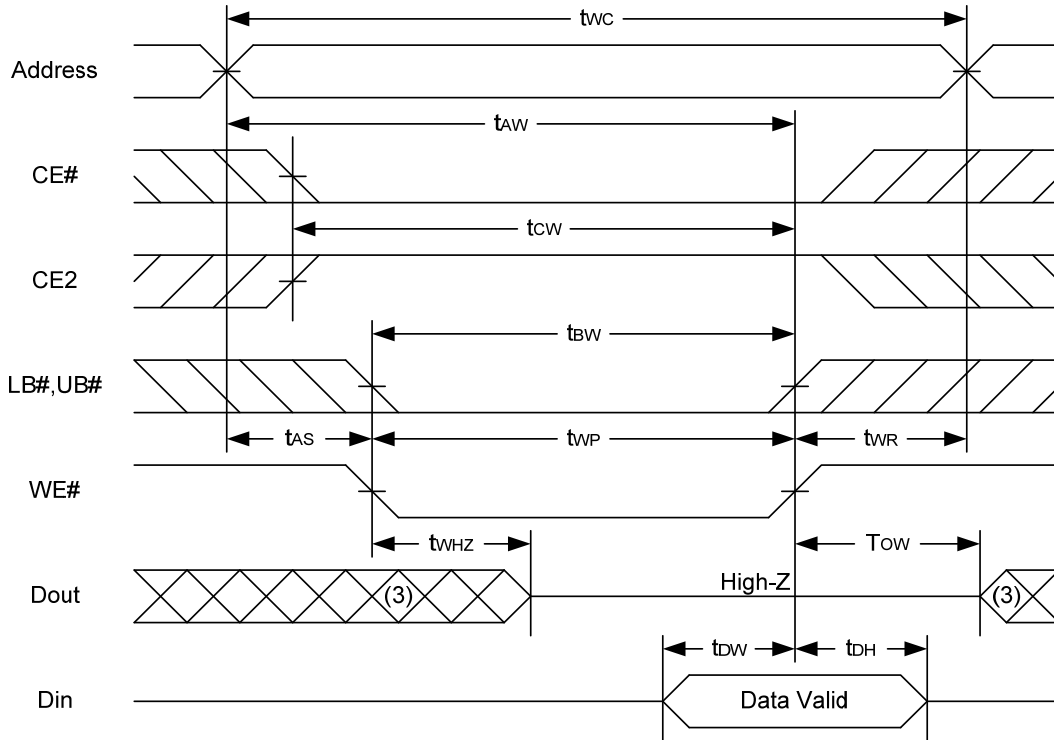 tWC
Address
tAW
CE#
tCW
CE2
tBW
LB#,UB#
tAS tWP tWR
WE#
tWHZ TOW
Dout (3) High-Z (3)
tDW tDH
Din Data Valid